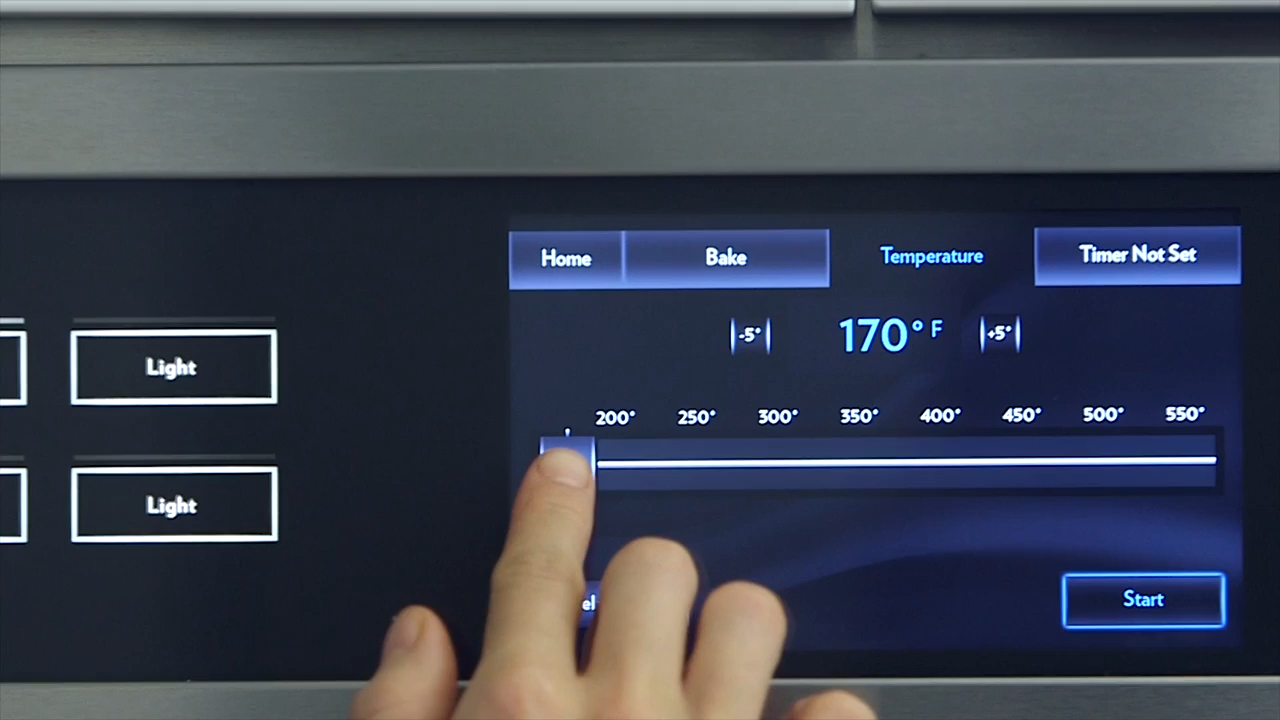 Home Bake Temperature Timer Not Set
-5° 170° F +5°
200° 250° 300° 350° 400° 450° 500° 550°
Light
Light
Start